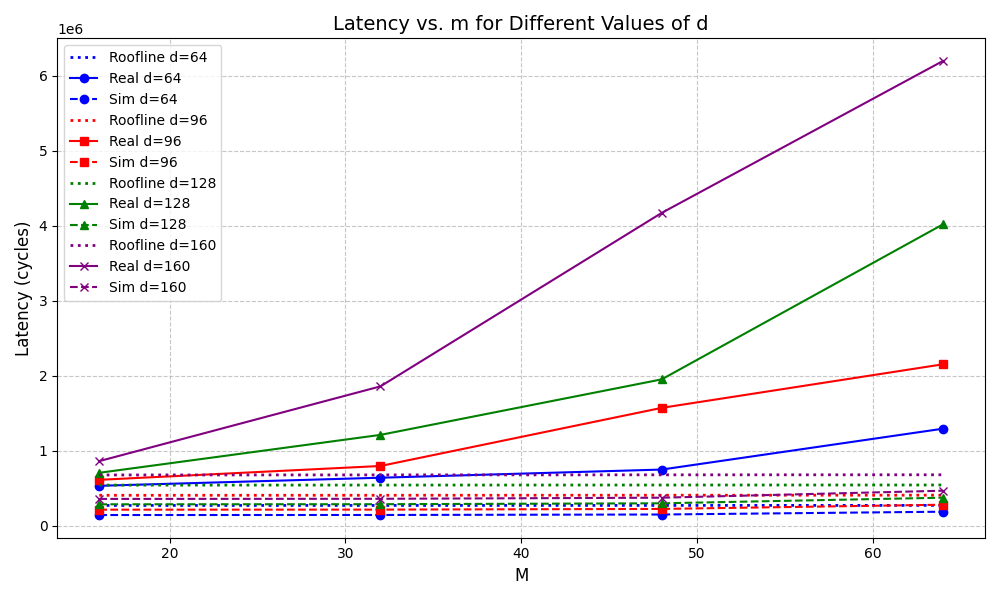 Latency vs. m for Different Values of d
1e6
Roofline d=64
Real d=64
Sim d=64
Roofline d=96
Real d=96
Sim d=96
Roofline d=128
Real d=128
Sim d=128
Roofline d=160
Real d=160
Sim d=160
Latency (cycles)
6
5
4
3
2
1
0
20 30 40 50 60
M